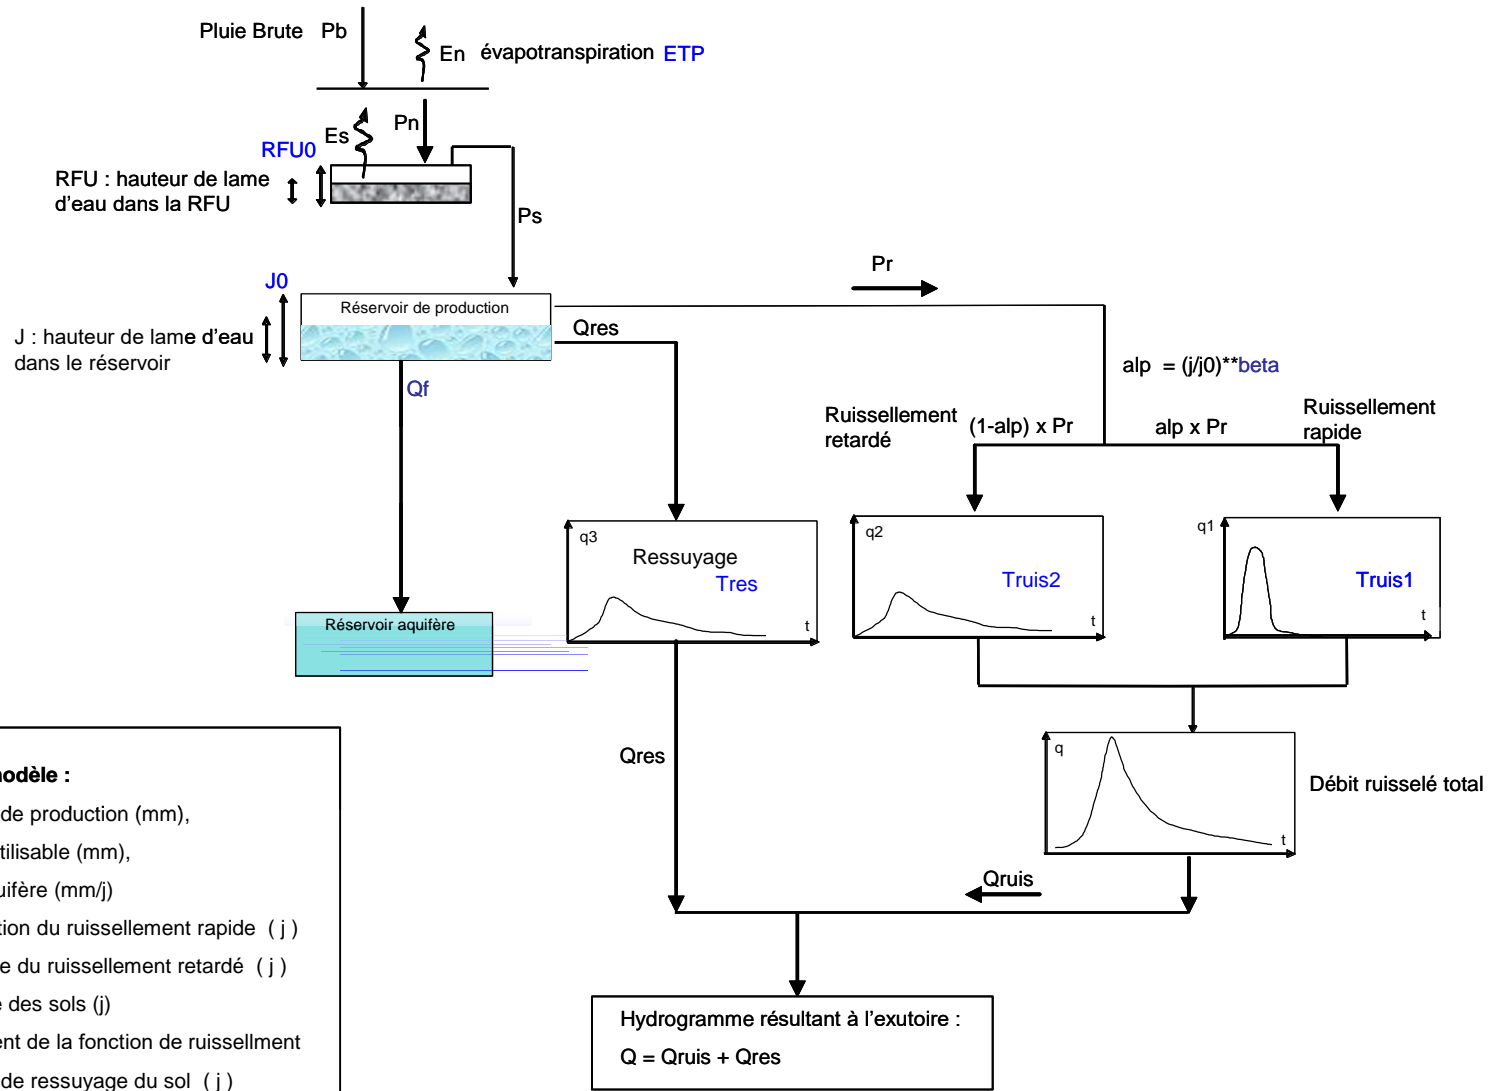 Pluie Brute Pb
En évapotranspiration ETP
Es
Pn
RFU0
RFU : hauteur de lame
d'eau dans la RFU
Ps
J0
Réservoir de production
J : hauteur de lame d'eau
dans le réservoir
Qres
Pr
Qf
alp = (j/j0)**beta
Ruissellement
retardé
(1-alp) x Pr
alp x Pr
Ruissellement
rapide
q3
Ressuyage
Tres
t
q2
Truis2
t
q1
Truis1
t
Réservoir aquifère
Qres
q
t
Débit ruisselé total
Qruis
odèle :
de production (mm),
tilisable (mm),
uifère (mm/j)
tion du ruissellement rapide ( j )
e du ruissellement retardé ( j )
e des sols (j)
ent de la fonction de ruissellment
de ressuyage du sol ( j )
Hydrogramme résultant à l'exutoire :
Q = Qruis + Qres